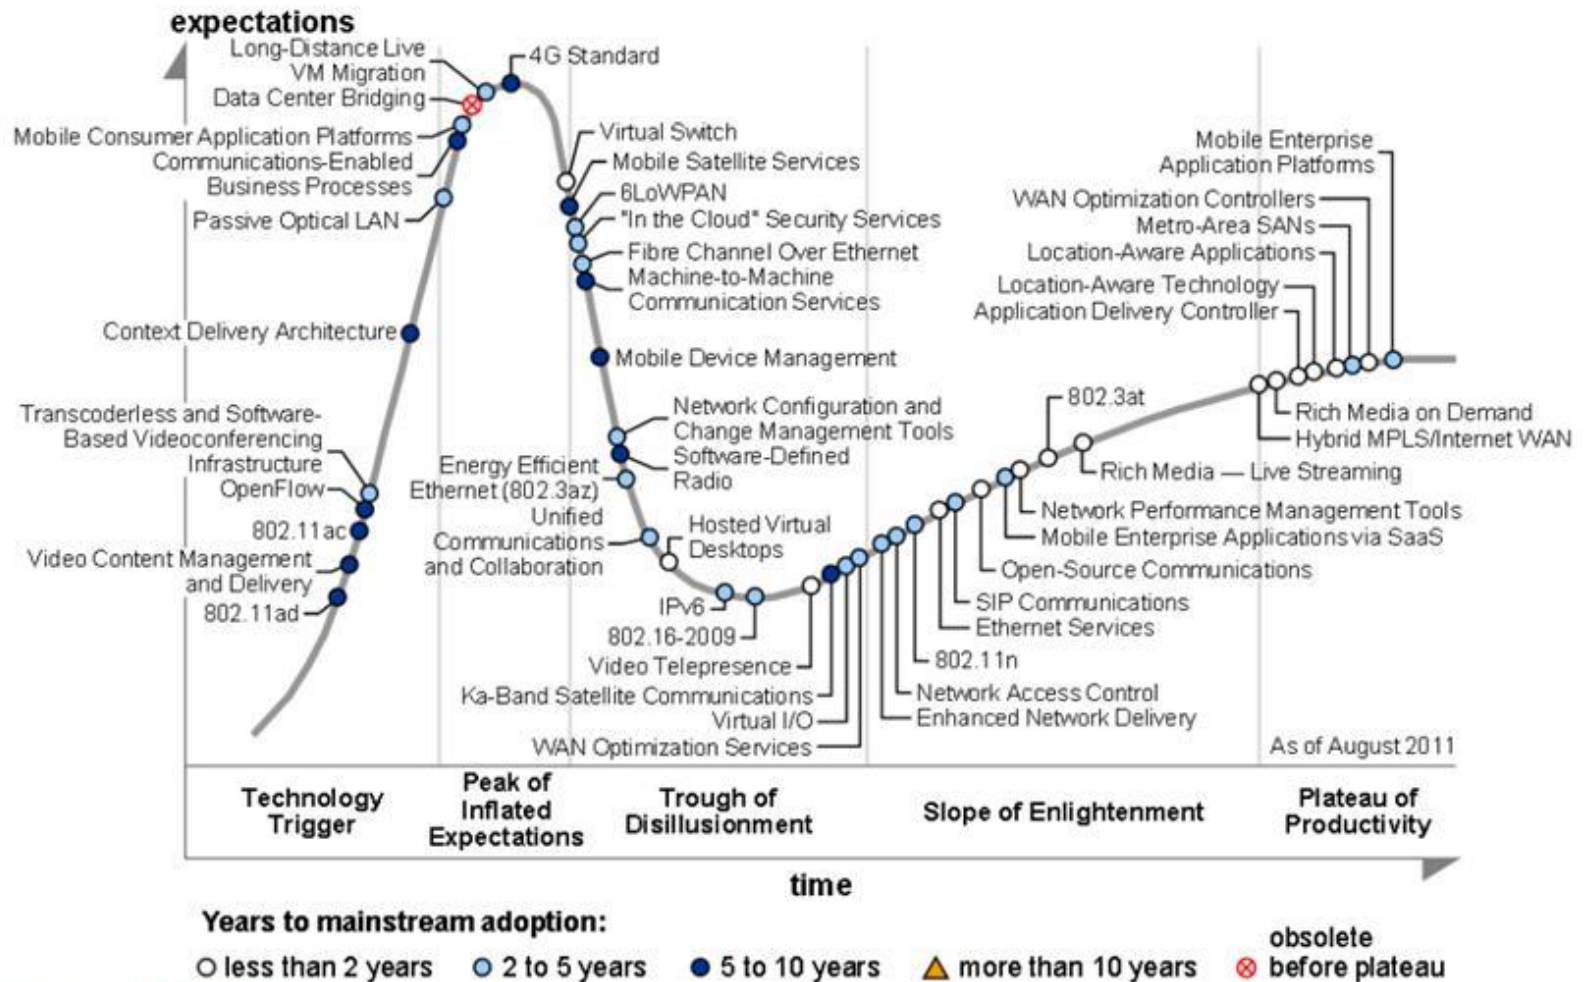 expectations
Long-Distance Live
VM Migration
Data Center Bridging
Mobile Consumer Application Platforms
Communications-Enabled
Business Processes
Passive Optical LAN
Context Delivery Architecture
Transcoderless and Software-
Based Videoconferencing
Infrastructure
OpenFlow
802.11ac
Video Content Management
and Delivery
802.11ad
4G Standard
Virtual Switch
Mobile Satellite Services
6LoWPAN
"In the Cloud" Security Services
Fibre Channel Over Ethernet
Machine-to-Machine
Communication Services
Mobile Device Management
Network Configuration and
Change Management Tools
Software-Defined
Radio
Energy Efficient
Ethernet (802.3az)
Unified
Communications
and Collaboration
Hosted Virtual
Desktops
IPv6
802.16-2009
Video Telepresence
Ka-Band Satellite Communications
Virtual I/O
WAN Optimization Services
Mobile Enterprise
Application Platforms
WAN Optimization Controllers
Metro-Area SANs
Location-Aware Applications
Location-Aware Technology
Application Delivery Controller
802.3at
Rich Media on Demand
Hybrid MPLS/Internet WAN
Rich Media — Live Streaming
Network Performance Management Tools
Mobile Enterprise Applications via SaaS
Open-Source Communications
SIP Communications
Ethernet Services
802.11n
Network Access Control
Enhanced Network Delivery
As of August 2011
Technology
Trigger
Peak of
Inflated
Expectations
Trough of
Disillusionment
Slope of Enlightenment
Plateau of
Productivity
time
Years to mainstream adoption:
less than 2 years
2 to 5 years
5 to 10 years
more than 10 years
obsolete
before plateau